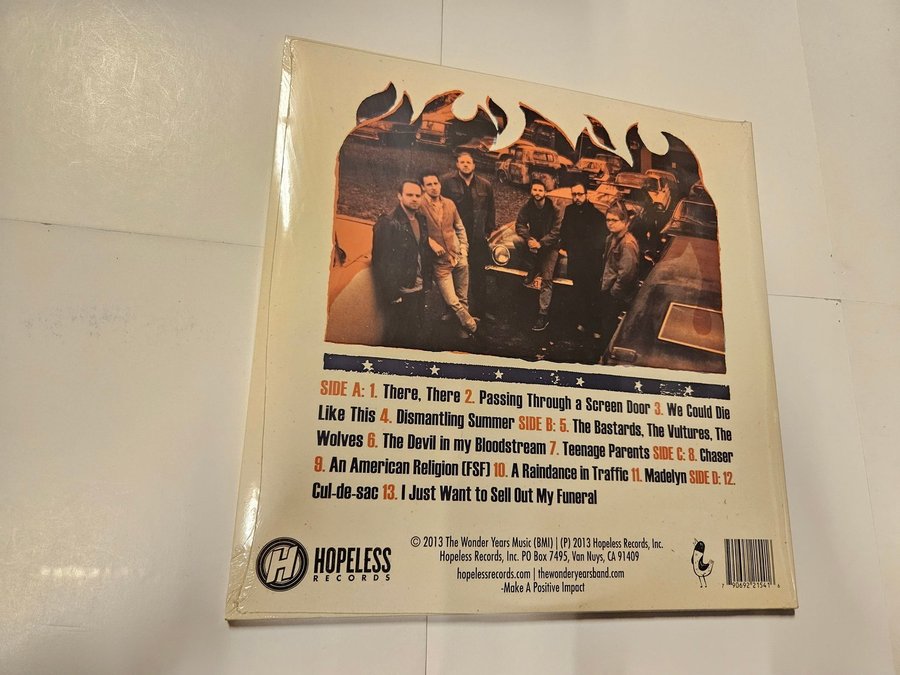 SIDE A: 1. There, There 2. Passing Through a Screen Door 3. We Could Die
Like This 4. Dismantling Summer SIDE B: 5. The Bastards, The Vultures, The
Wolves 6. The Devil in my Bloodstream 7. Teenage Parents SIDE C: 8. Chaser
9. An American Religion (FSF) 10. A Raindance in Traffic 11. Madelyn SIDE D: 12.
Cul-de-sac 13. I Just Want to Sell Out My Funeral
H HOPELESS
RECORDS
© 2013 The Wonder Years Music (BMI) | (P) 2013 Hopeless Records, Inc.
Hopeless Records, Inc. PO Box 7495, Van Nuys, CA 91409
hopelessrecords.com | thewonderyearsband.com
-Make A Positive Impact
7 90692 21541 6